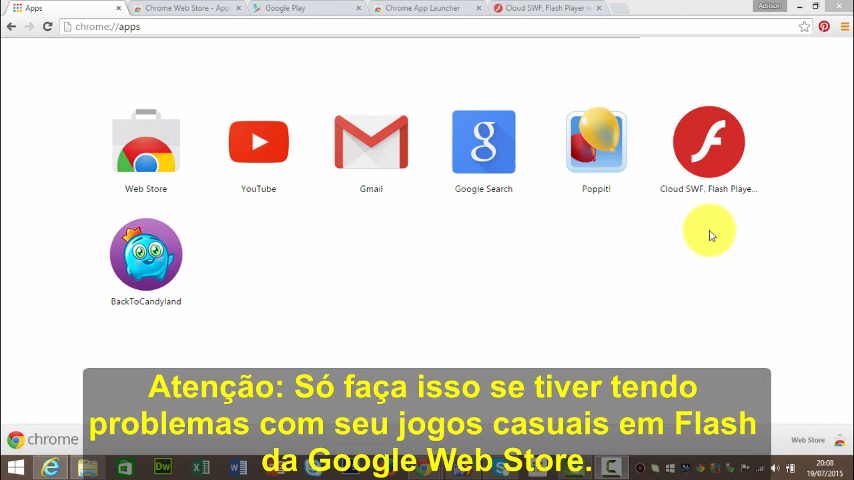 Apps
Chrome Web Store - App
Google Play
Chrome App Launcher
Cloud SWF, Flash Player w
Adilson
chrome://apps
Web Store
YouTube
Gmail
Google Search
Poppit!
Cloud SWF, Flash Playe...
BackToCandyland
Atenção: Só faça isso se tiver tendo
problemas com seu jogos casuais em Flash
da Google Web Store.
chrome
Web Store
20:08
19/07/2015